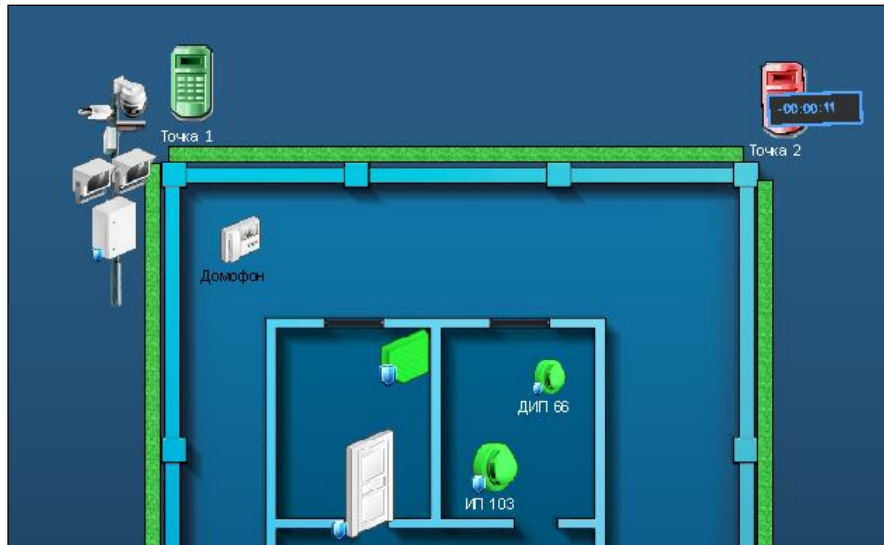 Точка 1
-00:00:11
Точка 2
Домофон
ДИП 66
ИП 103